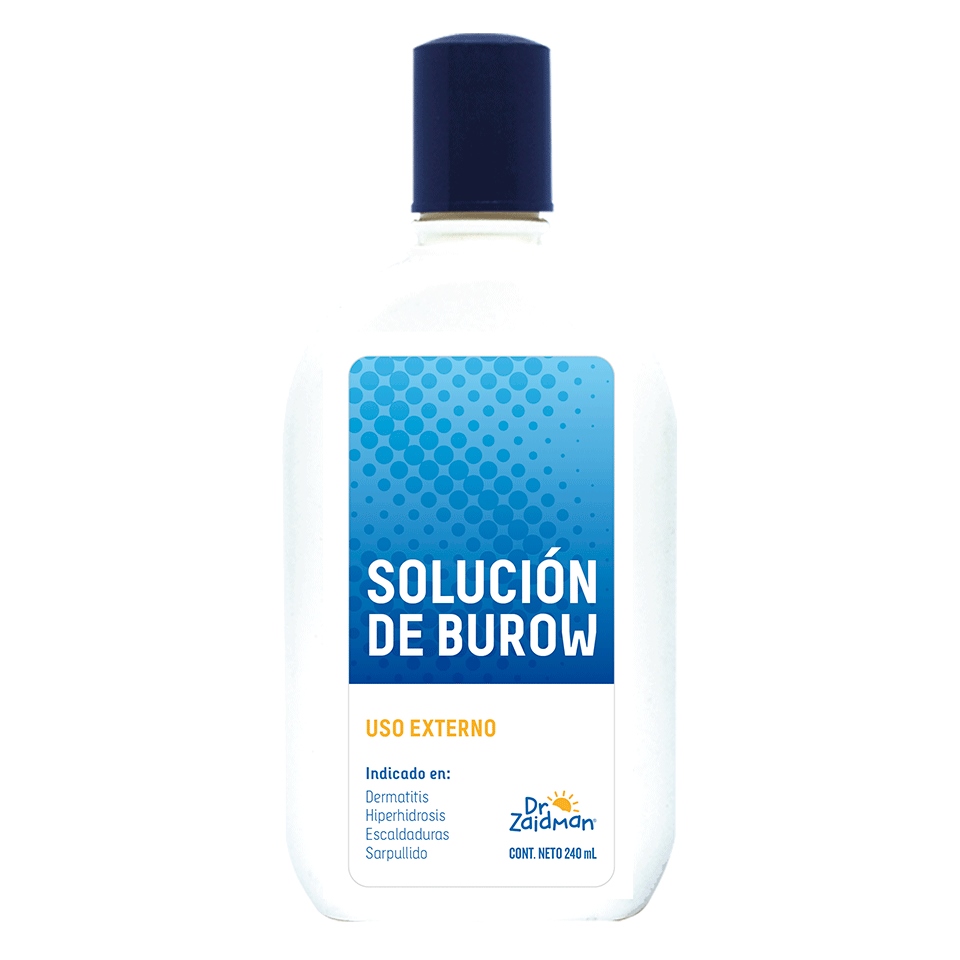 SOLUCIÓN
DE BUROW
USO EXTERNO
Indicado en:
Dermatitis
Hiperhidrosis
Escaldaduras
Sarpullido
Dr.
Zaidman®
CONT. NETO 240 mL